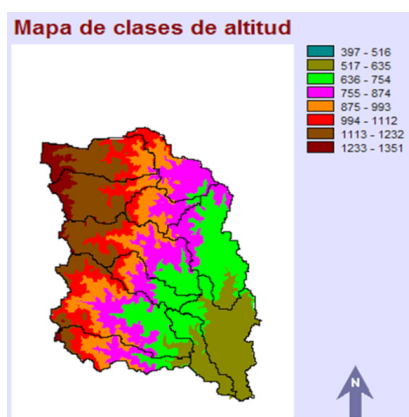 Mapa de clases de altitud
397 - 516
517 - 635
636 - 754
755 - 874
875 - 993
994 - 1112
1113 - 1232
1233 - 1351
N